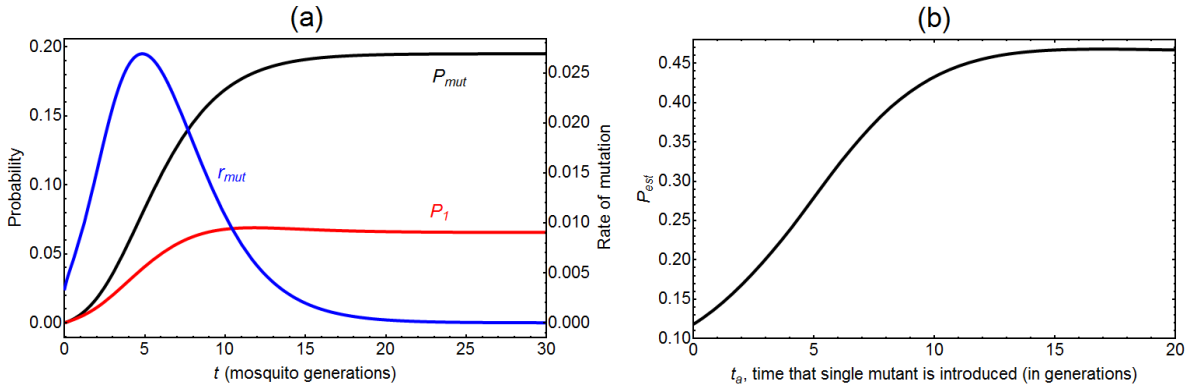 (a)
0.20
0.15
0.10
0.05
0.00
Probability
P_mut
r_mut
P_1
0.025
0.020
0.015
0.010
0.005
0.000
Rate of mutation
0 5 10 15 20 25 30
t (mosquito generations)
(b)
0.45
0.40
0.35
0.30
0.25
0.20
0.15
0.10
P_est
0 5 10 15 20
t_a, time that single mutant is introduced (in generations)